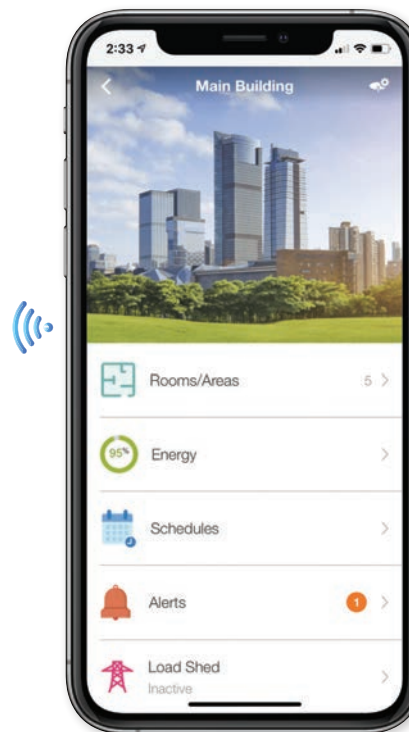 2:33
Main Building
Rooms/Areas 5
95% Energy
Schedules
Alerts 1
Load Shed
Inactive